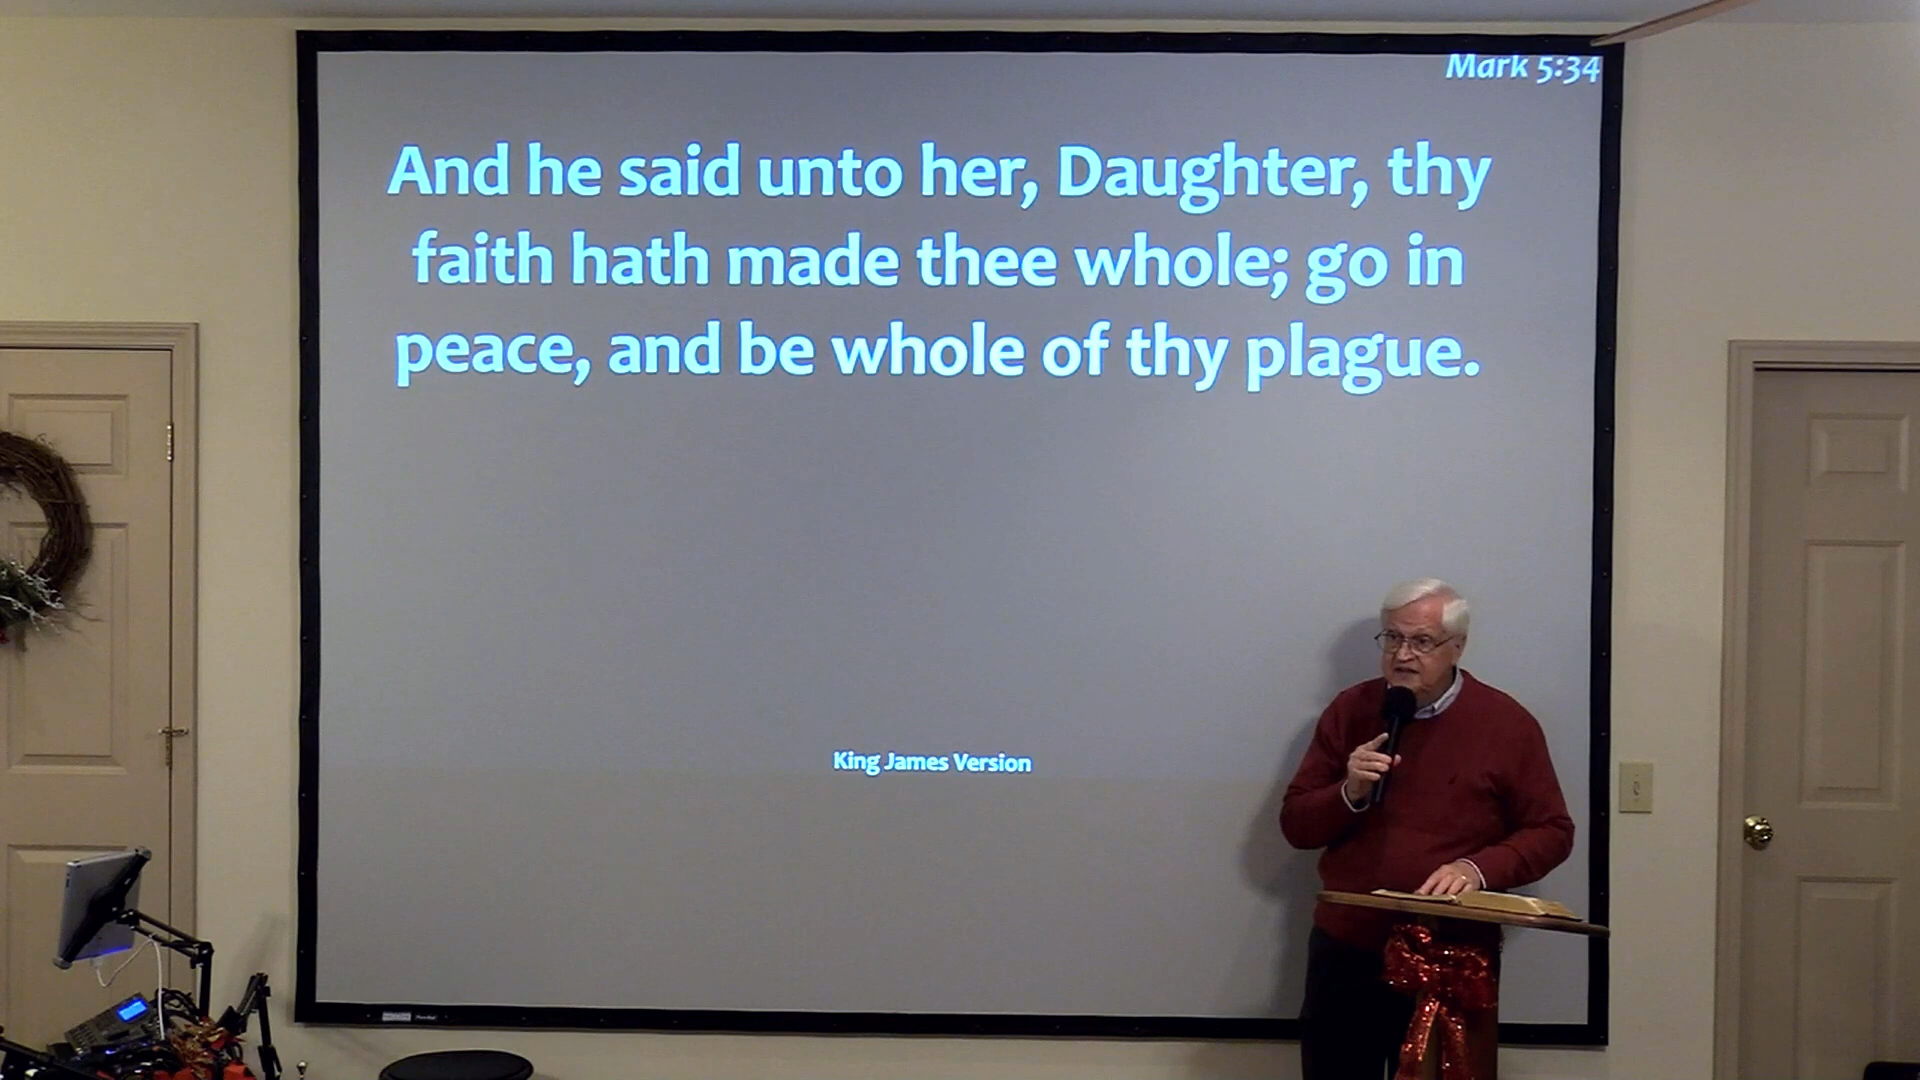 Mark 5:34
And he said unto her, Daughter, thy
faith hath made thee whole; go in
peace, and be whole of thy plague.
King James Version